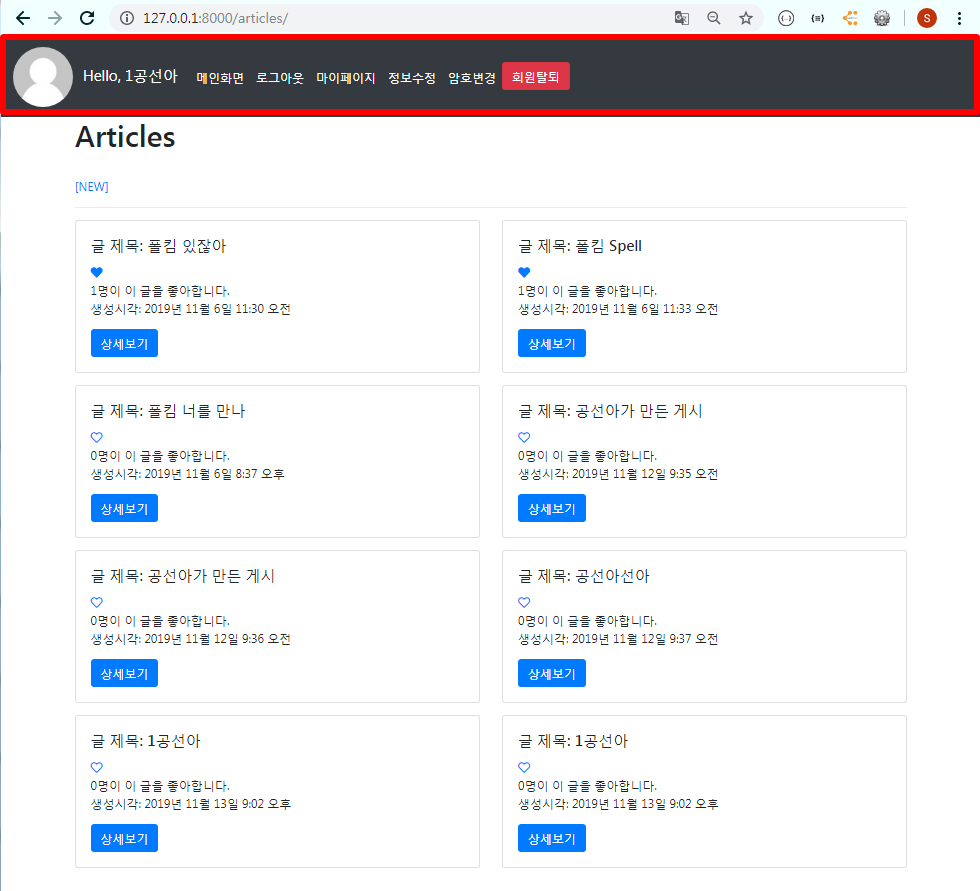 127.0.0.1:8000/articles/
S
Hello, 1공선아 메인화면 로그아웃 마이페이지 정보수정 암호변경 회원탈퇴
Articles
[NEW]
글 제목: 폴킴 있잖아
1명이 이 글을 좋아합니다.
생성시각: 2019년 11월 6일 11:30 오전
상세보기
글 제목: 폴킴 Spell
1명이 이 글을 좋아합니다.
생성시각: 2019년 11월 6일 11:33 오전
상세보기
글 제목: 폴킴 너를 만나
0명이 이 글을 좋아합니다.
생성시각: 2019년 11월 6일 8:37 오후
상세보기
글 제목: 공선아가 만든 게시
0명이 이 글을 좋아합니다.
생성시각: 2019년 11월 12일 9:35 오전
상세보기
글 제목: 공선아가 만든 게시
0명이 이 글을 좋아합니다.
생성시각: 2019년 11월 12일 9:36 오전
상세보기
글 제목: 공선아선아
0명이 이 글을 좋아합니다.
생성시각: 2019년 11월 12일 9:37 오전
상세보기
글 제목: 1공선아
0명이 이 글을 좋아합니다.
생성시각: 2019년 11월 13일 9:02 오후
상세보기
글 제목: 1공선아
0명이 이 글을 좋아합니다.
생성시각: 2019년 11월 13일 9:02 오후
상세보기